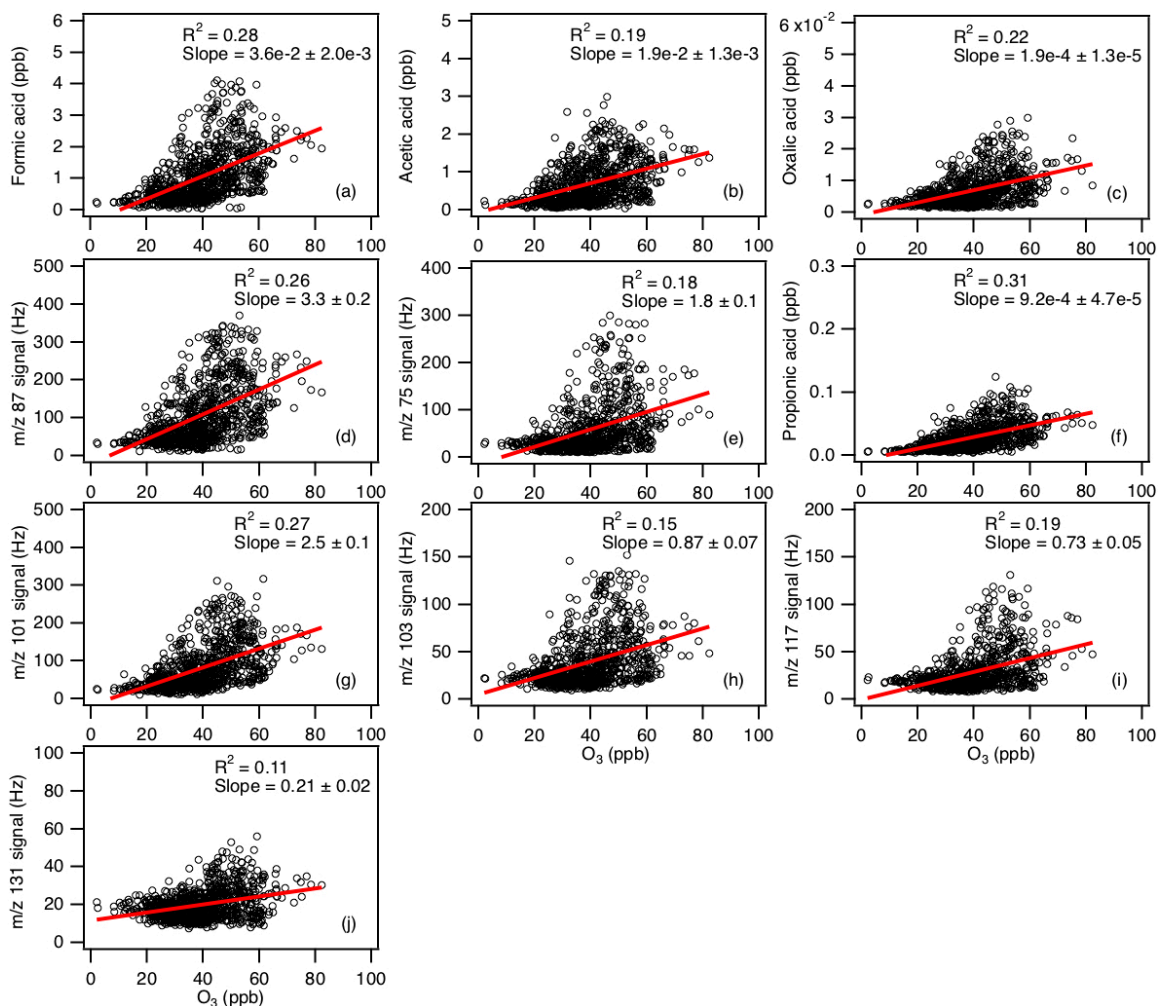 Formic acid (ppb)
6
5
4
3
2
1
0
R² = 0.28
Slope = 3.6e-2 ± 2.0e-3
(a)
0 20 40 60 80 100
Acetic acid (ppb)
5
4
3
2
1
0
R² = 0.19
Slope = 1.9e-2 ± 1.3e-3
(b)
0 20 40 60 80 100
Oxalic acid (ppb)
6 x10⁻²
5
4
3
2
1
0
R² = 0.22
Slope = 1.9e-4 ± 1.3e-5
(c)
0 20 40 60 80 100
m/z 87 signal (Hz)
500
400
300
200
100
0
R² = 0.26
Slope = 3.3 ± 0.2
(d)
0 20 40 60 80 100
m/z 75 signal (Hz)
400
300
200
100
0
R² = 0.18
Slope = 1.8 ± 0.1
(e)
0 20 40 60 80 100
Propionic acid (ppb)
0.3
0.2
0.1
0.0
R² = 0.31
Slope = 9.2e-4 ± 4.7e-5
(f)
0 20 40 60 80 100
m/z 101 signal (Hz)
500
400
300
200
100
0
R² = 0.27
Slope = 2.5 ± 0.1
(g)
0 20 40 60 80 100
m/z 103 signal (Hz)
200
150
100
50
0
R² = 0.15
Slope = 0.87 ± 0.07
(h)
0 20 40 60 80 100
O₃ (ppb)
m/z 117 signal (Hz)
200
150
100
50
0
R² = 0.19
Slope = 0.73 ± 0.05
(i)
0 20 40 60 80 100
O₃ (ppb)
m/z 131 signal (Hz)
100
80
60
40
20
0
R² = 0.11
Slope = 0.21 ± 0.02
(j)
0 20 40 60 80 100
O₃ (ppb)